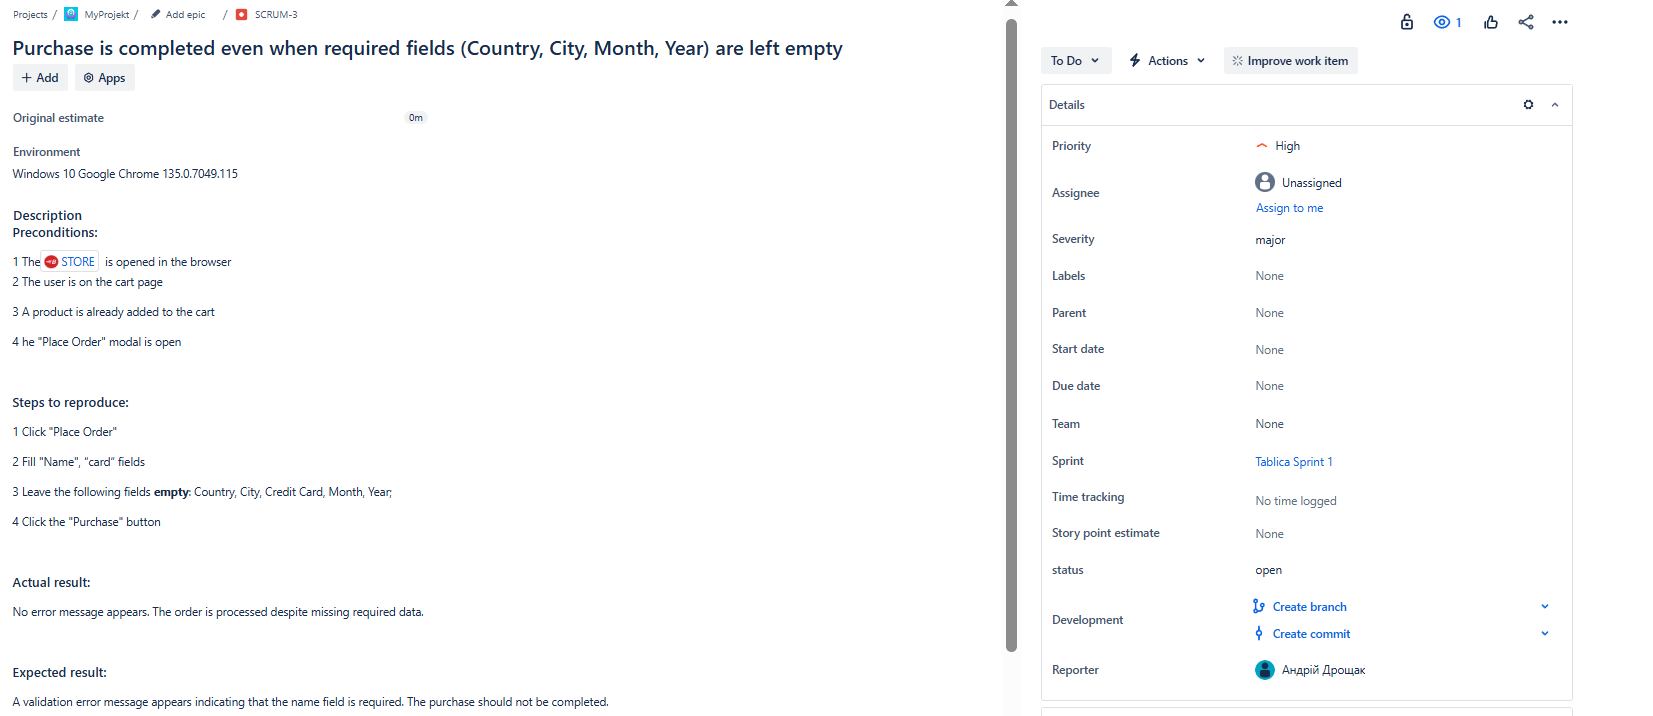 Projects / MyProjekt / Add epic / SCRUM-3
Purchase is completed even when required fields (Country, City, Month, Year) are left empty
+ Add Apps
Original estimate 0m
Environment
Windows 10 Google Chrome 135.0.7049.115
Description
Preconditions:
1 The STORE is opened in the browser
2 The user is on the cart page
3 A product is already added to the cart
4 he "Place Order" modal is open
Steps to reproduce:
1 Click "Place Order"
2 Fill "Name", "card" fields
3 Leave the following fields empty: Country, City, Credit Card, Month, Year;
4 Click the "Purchase" button
Actual result:
No error message appears. The order is processed despite missing required data.
Expected result:
A validation error message appears indicating that the name field is required. The purchase should not be completed.
1
To Do Actions Improve work item
Details
Priority High
Assignee Unassigned
Assign to me
Severity major
Labels None
Parent None
Start date None
Due date None
Team None
Sprint Tablica Sprint 1
Time tracking No time logged
Story point estimate None
status open
Development Create branch
Create commit
Reporter Андрій Дрощак